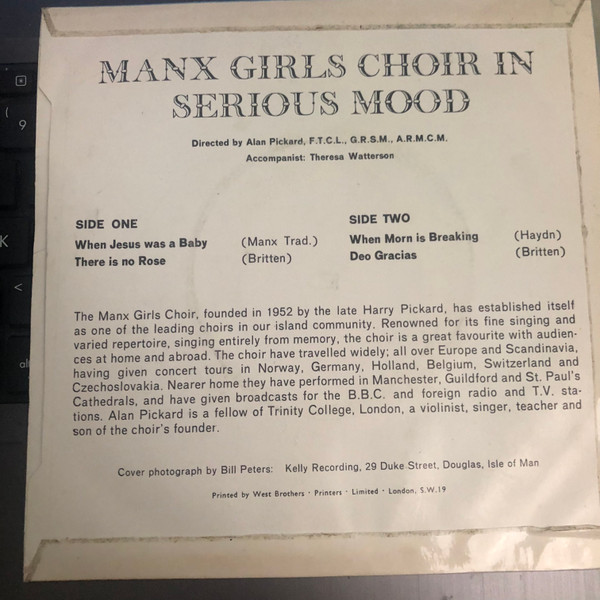 MANX GIRLS CHOIR IN
SERIOUS MOOD
Directed by Alan Pickard, F.T.C.L., G.R.S.M., A.R.M.C.M.
Accompanist: Theresa Watterson
SIDE ONE
When Jesus was a Baby (Manx Trad.)
There is no Rose (Britten)
SIDE TWO
When Morn is Breaking (Haydn)
Deo Gracias (Britten)
The Manx Girls Choir, founded in 1952 by the late Harry Pickard, has established itself
as one of the leading choirs in our island community. Renowned for its fine singing and
varied repertoire, singing entirely from memory, the choir is a great favourite with audien-
ces at home and abroad. The choir have travelled widely; all over Europe and Scandinavia,
having given concert tours in Norway, Germany, Holland, Belgium, Switzerland and
Czechoslovakia. Nearer home they have performed in Manchester, Guildford and St. Paul's
Cathedrals, and have given broadcasts for the B.B.C. and foreign radio and T.V. sta-
tions. Alan Pickard is a fellow of Trinity College, London, a violinist, singer, teacher and
son of the choir's founder.
Cover photograph by Bill Peters: Kelly Recording, 29 Duke Street, Douglas, Isle of Man
Printed by West Brothers · Printers · Limited · London, S.W.19
(
9
K
<
alt